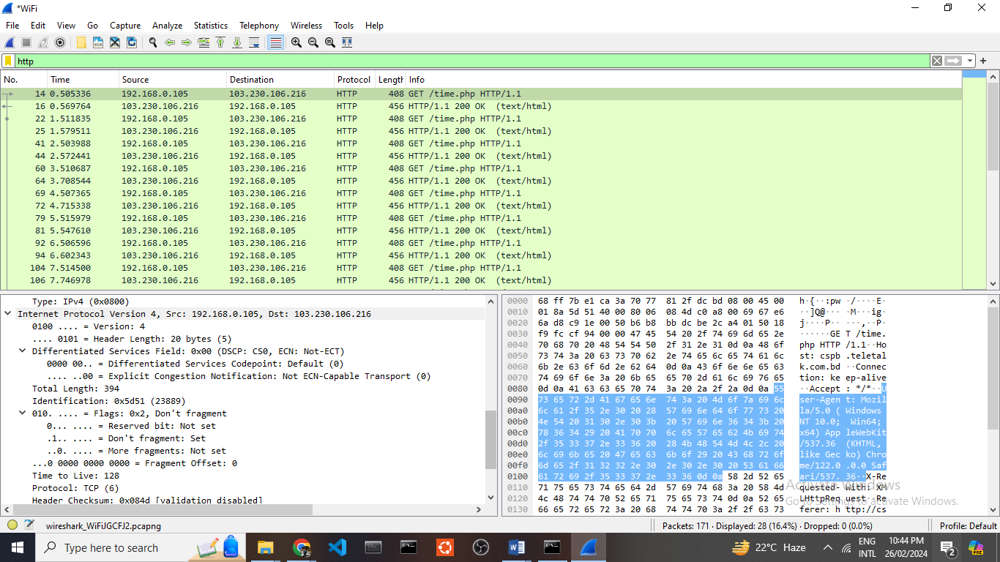 *WiFi
File Edit View Go Capture Analyze Statistics Telephony Wireless Tools Help
http
No. Time Source Destination Protocol Length Info
14 0.505336 192.168.0.105 103.230.106.216 HTTP 408 GET /time.php HTTP/1.1
16 0.569764 103.230.106.216 192.168.0.105 HTTP 456 HTTP/1.1 200 OK (text/html)
22 1.511835 192.168.0.105 103.230.106.216 HTTP 408 GET /time.php HTTP/1.1
25 1.579511 103.230.106.216 192.168.0.105 HTTP 456 HTTP/1.1 200 OK (text/html)
41 2.503988 192.168.0.105 103.230.106.216 HTTP 408 GET /time.php HTTP/1.1
44 2.572441 103.230.106.216 192.168.0.105 HTTP 456 HTTP/1.1 200 OK (text/html)
60 3.510687 192.168.0.105 103.230.106.216 HTTP 408 GET /time.php HTTP/1.1
64 3.708544 103.230.106.216 192.168.0.105 HTTP 456 HTTP/1.1 200 OK (text/html)
69 4.507365 192.168.0.105 103.230.106.216 HTTP 408 GET /time.php HTTP/1.1
72 4.715338 103.230.106.216 192.168.0.105 HTTP 456 HTTP/1.1 200 OK (text/html)
79 5.515979 192.168.0.105 103.230.106.216 HTTP 408 GET /time.php HTTP/1.1
81 5.547610 103.230.106.216 192.168.0.105 HTTP 456 HTTP/1.1 200 OK (text/html)
92 6.506596 192.168.0.105 103.230.106.216 HTTP 408 GET /time.php HTTP/1.1
94 6.602343 103.230.106.216 192.168.0.105 HTTP 456 HTTP/1.1 200 OK (text/html)
104 7.514500 192.168.0.105 103.230.106.216 HTTP 408 GET /time.php HTTP/1.1
106 7.746978 103.230.106.216 192.168.0.105 HTTP 456 HTTP/1.1 200 OK (text/html)
Type: IPv4 (0x0800)
Internet Protocol Version 4, Src: 192.168.0.105, Dst: 103.230.106.216
0100 .... = Version: 4
.... 0101 = Header Length: 20 bytes (5)
Differentiated Services Field: 0x00 (DSCP: CS0, ECN: Not-ECT)
0000 00.. = Differentiated Services Codepoint: Default (0)
.... ..00 = Explicit Congestion Notification: Not ECN-Capable Transport (0)
Total Length: 394
Identification: 0x5d51 (23889)
010. .... = Flags: 0x2, Don't fragment
0... .... = Reserved bit: Not set
.1.. .... = Don't fragment: Set
..0. .... = More fragments: Not set
...0 0000 0000 0000 = Fragment Offset: 0
Time to Live: 128
Protocol: TCP (6)
Header Checksum: 0x084d [validation disabled]
0000 68 ff 7b e1 ca 3a 70 77 81 2f dc bd 08 00 45 00 h·{··:pw ·/····E·
0010 01 8a 5d 51 40 00 80 06 08 4d c0 a8 00 69 67 e6 ··]Q@··· ·M···ig·
0020 6a d8 c9 1e 00 50 b6 b8 bb dc be 2c a4 01 50 18 j····P·· ···,··P·
0030 f9 fc cf 94 00 00 47 45 54 20 2f 74 69 6d 65 2e ······GE T /time.
0040 70 68 70 20 48 54 54 50 2f 31 2e 31 0d 0a 48 6f php HTTP /1.1··Ho
0050 73 74 3a 20 63 73 70 62 2e 74 65 6c 65 74 61 6c st: cspb .teletal
0060 6b 2e 63 6f 6d 2e 62 64 0d 0a 43 6f 6e 6e 65 63 k.com.bd ··Connec
0070 74 69 6f 6e 3a 20 6b 65 65 70 2d 61 6c 69 76 65 tion: ke ep-alive
0080 0d 0a 41 63 63 65 70 74 3a 20 2a 2f 2a 0d 0a 55 ··Accept : */*··U
0090 73 65 72 2d 41 67 65 6e 74 3a 20 4d 6f 7a 69 6c ser-Agen t: Mozil
00a0 6c 61 2f 35 2e 30 20 28 57 69 6e 64 6f 77 73 20 la/5.0 ( Windows
00b0 4e 54 20 31 30 2e 30 3b 20 57 69 6e 36 34 3b 20 NT 10.0; Win64;
00c0 78 36 34 29 20 41 70 70 6c 65 57 65 62 4b 69 74 x64) App leWebKit
00d0 2f 35 33 37 2e 33 36 20 28 4b 48 54 4d 4c 2c 20 /537.36 (KHTML,
00e0 6c 69 6b 65 20 47 65 63 6b 6f 29 20 43 68 72 6f like Gec ko) Chro
00f0 6d 65 2f 31 32 32 2e 30 2e 30 2e 30 20 53 61 66 me/122.0 .0.0 Saf
0100 61 72 69 2f 35 33 37 2e 33 36 0d 0a 58 2d 52 65 ari/537. 36··X-Re
0110 71 75 65 73 74 65 64 2d 57 69 74 68 3a 20 58 4d quested- With: XM
0120 4c 48 74 74 70 52 65 71 75 65 73 74 0d 0a 52 65 LHttpReq uest··Re
0130 66 65 72 65 72 3a 20 68 74 74 70 3a 2f 2f 63 73 ferer: h ttp://cs
Activate Windows
Go to Settings to activate Windows.
wireshark_WiFiJGCFJ2.pcapng Packets: 171 · Displayed: 28 (16.4%) · Dropped: 0 (0.0%) Profile: Default
Type here to search 22°C Haze ENG 10:44 PM
INTL 26/02/2024 2 PRE